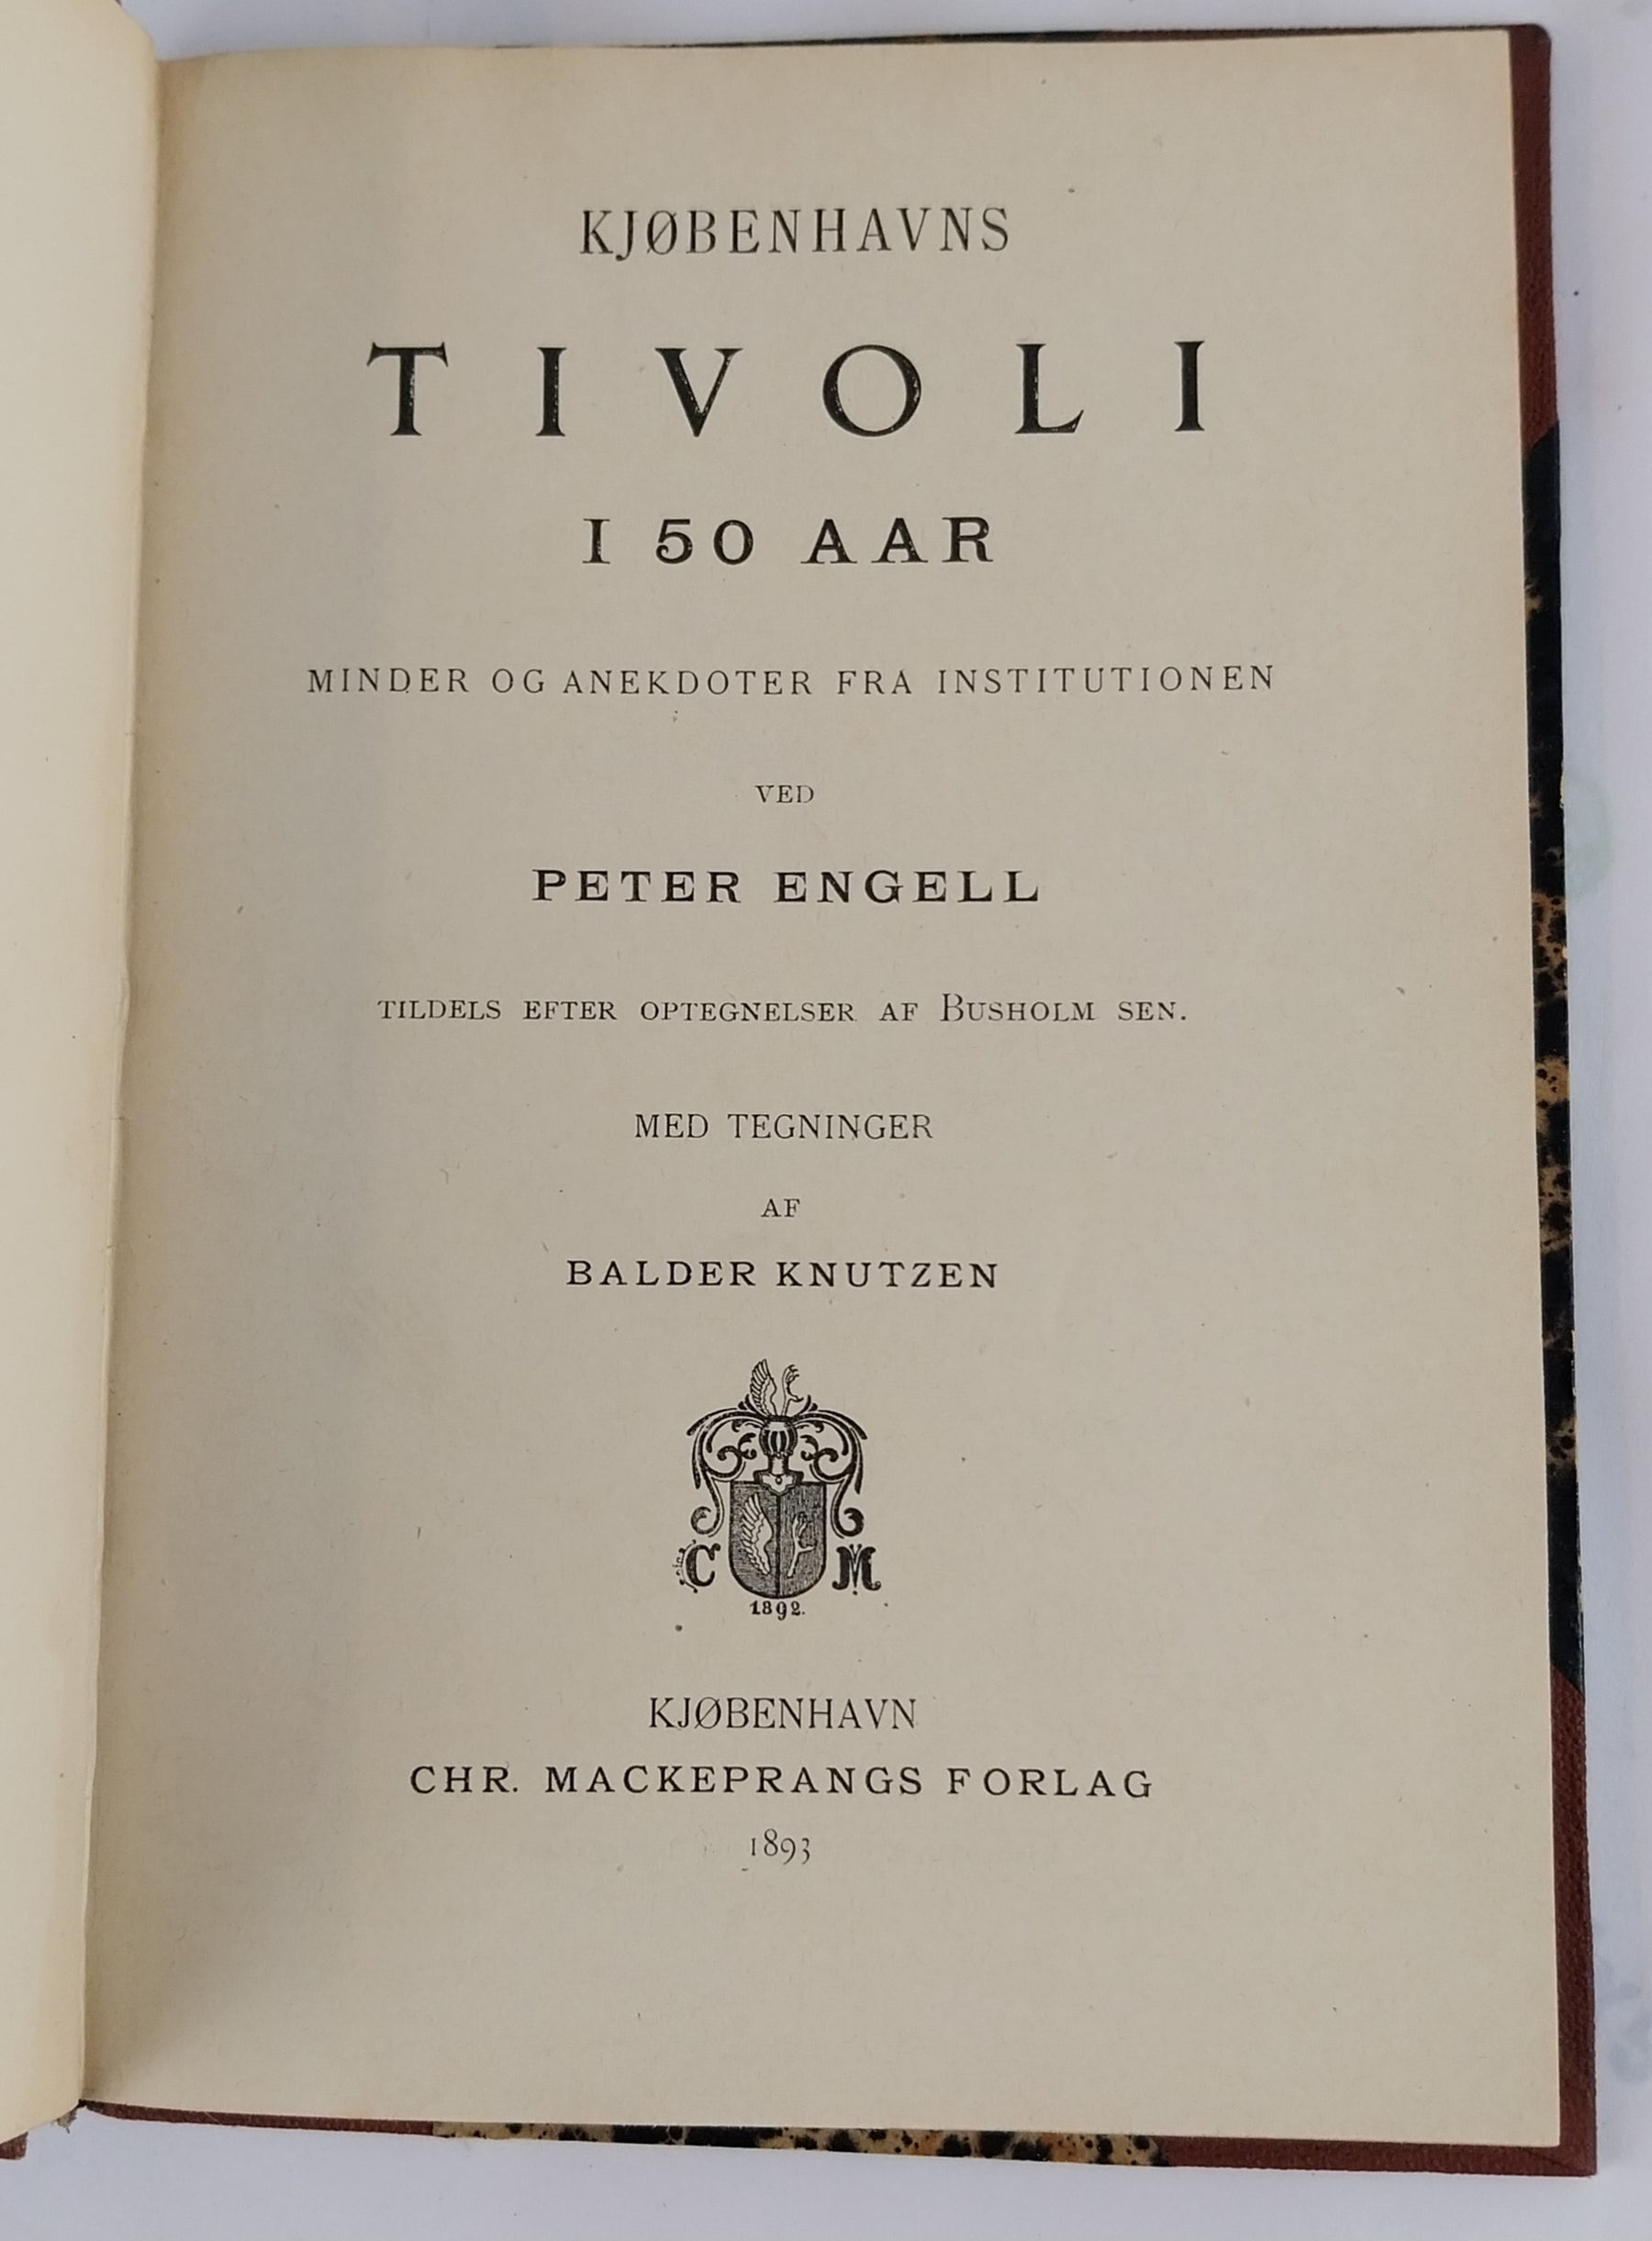 KJØBENHAVNS
TIVOLI
I 50 AAR
MINDER OG ANEKDOTER FRA INSTITUTIONEN
VED
PETER ENGELL
TILDELS EFTER OPTEGNELSER AF BUSHOLM SEN.
MED TEGNINGER
AF
BALDER KNUTZEN
C M
1892.
KJØBENHAVN
CHR. MACKEPRANGS FORLAG
1893